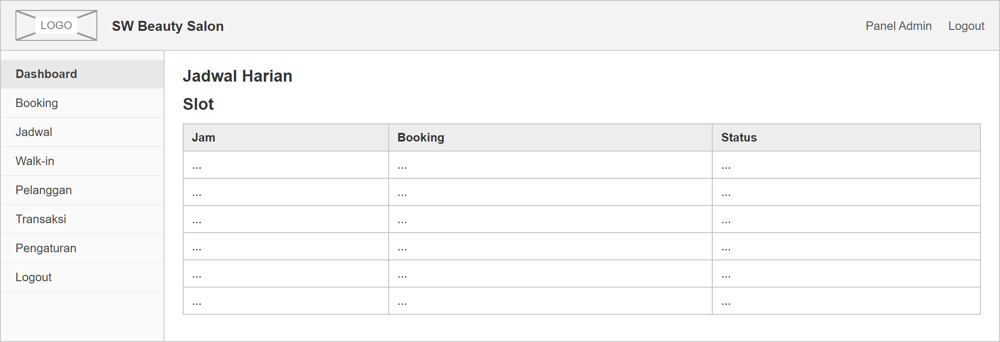 LOGO
SW Beauty Salon
Panel Admin
Logout
Dashboard
Booking
Jadwal
Walk-in
Pelanggan
Transaksi
Pengaturan
Logout
Jadwal Harian
Slot
Jam Booking Status
... ... ...
... ... ...
... ... ...
... ... ...
... ... ...
... ... ...